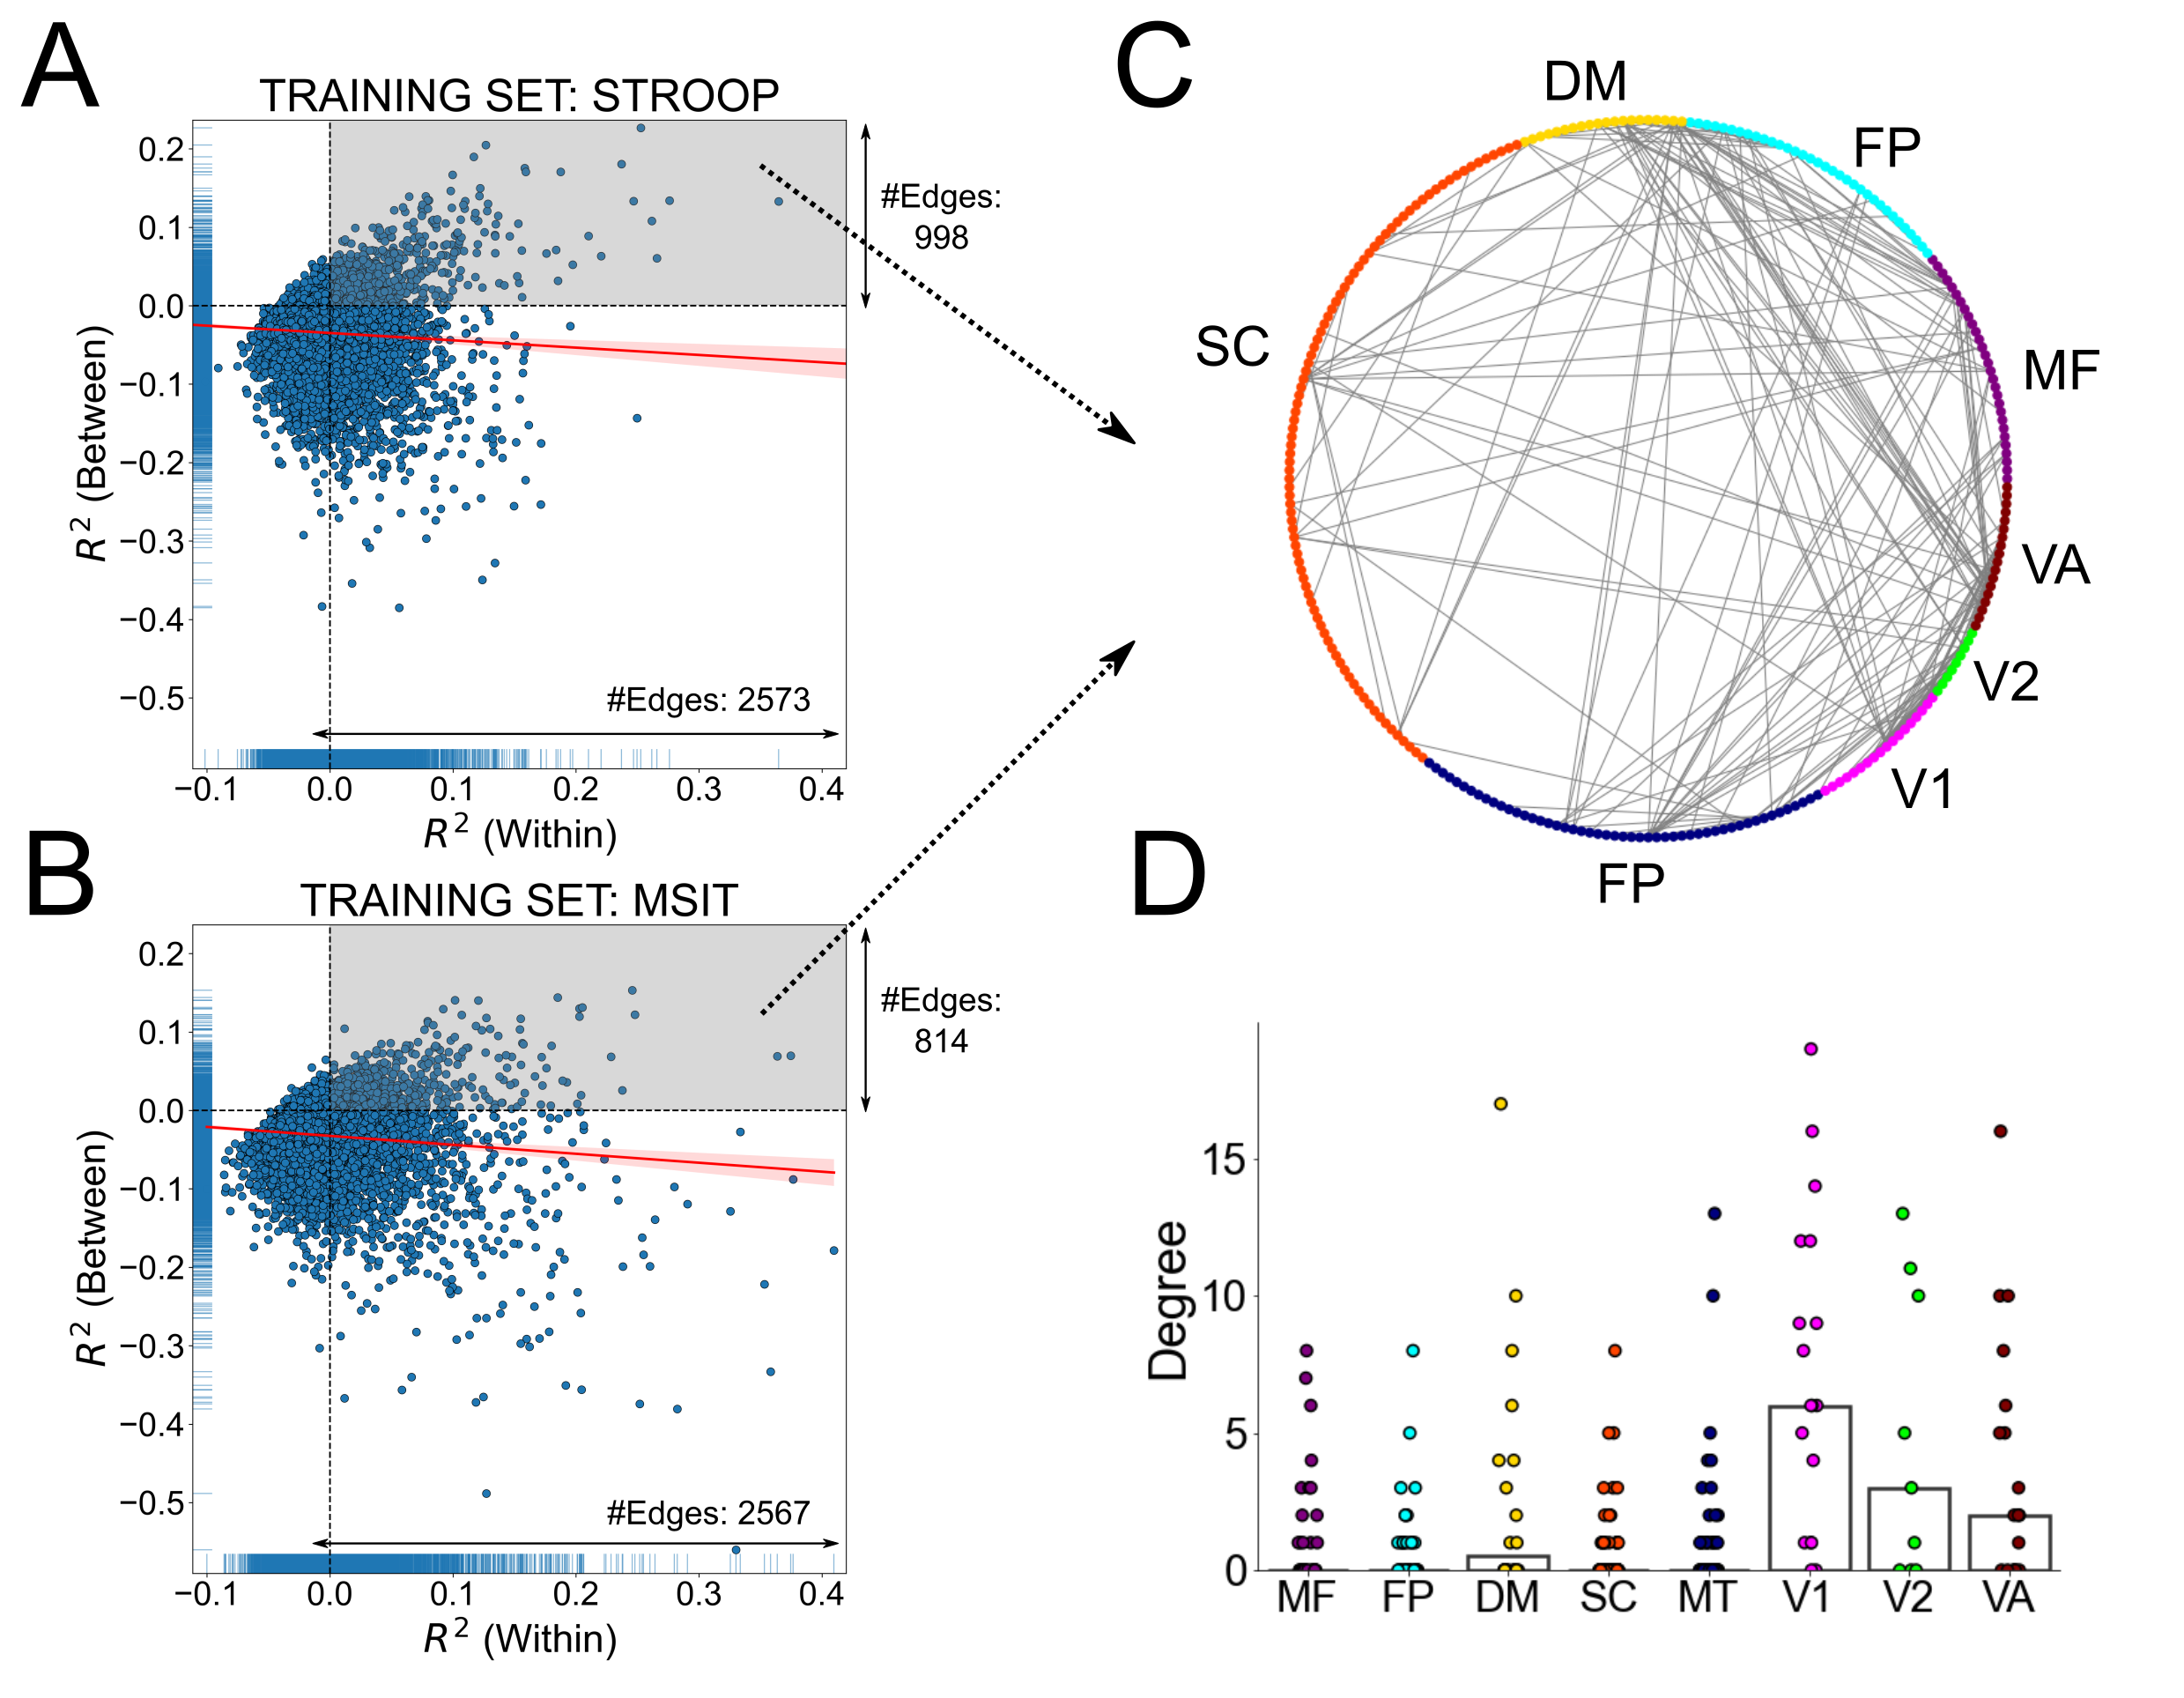 A
TRAINING SET: STROOP
0.2
0.1
0.0
−0.1
−0.2
−0.3
−0.4
−0.5
R² (Between)
#Edges:
998
#Edges: 2573
−0.1 0.0 0.1 0.2 0.3 0.4
R² (Within)
B
TRAINING SET: MSIT
0.2
0.1
0.0
−0.1
−0.2
−0.3
−0.4
−0.5
R² (Between)
#Edges:
814
#Edges: 2567
−0.1 0.0 0.1 0.2 0.3 0.4
R² (Within)
C
DM
FP
MF
SC
VA
V2
V1
FP
D
Degree
15
10
5
0
MF FP DM SC MT V1 V2 VA